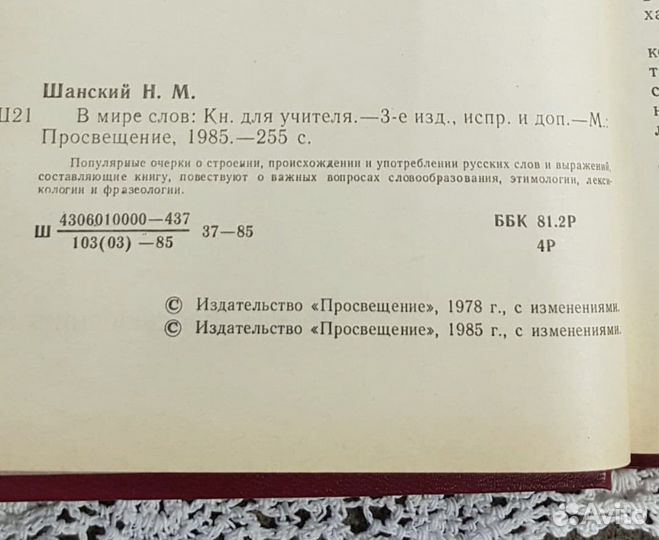 Шанский Н. М.
Ш21 В мире слов: Кн. для учителя.—3-е изд., испр. и доп.—М.:
Просвещение, 1985.—255 с.
Популярные очерки о строении, происхождении и употреблении русских слов и выражений,
составляющие книгу, повествуют о важных вопросах словообразования, этимологии, лекси-
кологии и фразеологии.
Ш 4306010000—437
103(03) —85
37—85
ББК 81.2Р
4Р
© Издательство «Просвещение», 1978 г., с изменениями.
© Издательство «Просвещение», 1985 г., с изменениями.
Avito